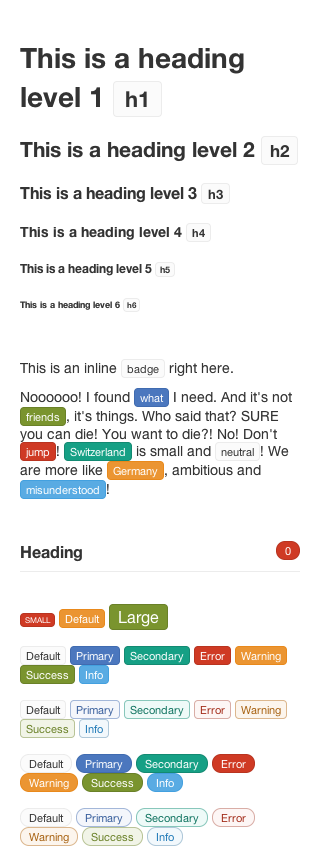 This is a heading
level 1 h1
This is a heading level 2 h2
This is a heading level 3 h3
This is a heading level 4 h4
This is a heading level 5 h5
This is a heading level 6 h6
This is an inline badge right here.
Noooooo! I found what I need. And it's not
friends, it's things. Who said that? SURE
you can die! You want to die?! No! Don't
jump! Switzerland is small and neutral! We
are more like Germany, ambitious and
misunderstood!
Heading 0
SMALL Default Large
Default Primary Secondary Error Warning
Success Info
Default Primary Secondary Error Warning
Success Info
Default Primary Secondary Error
Warning Success Info
Default Primary Secondary Error
Warning Success Info